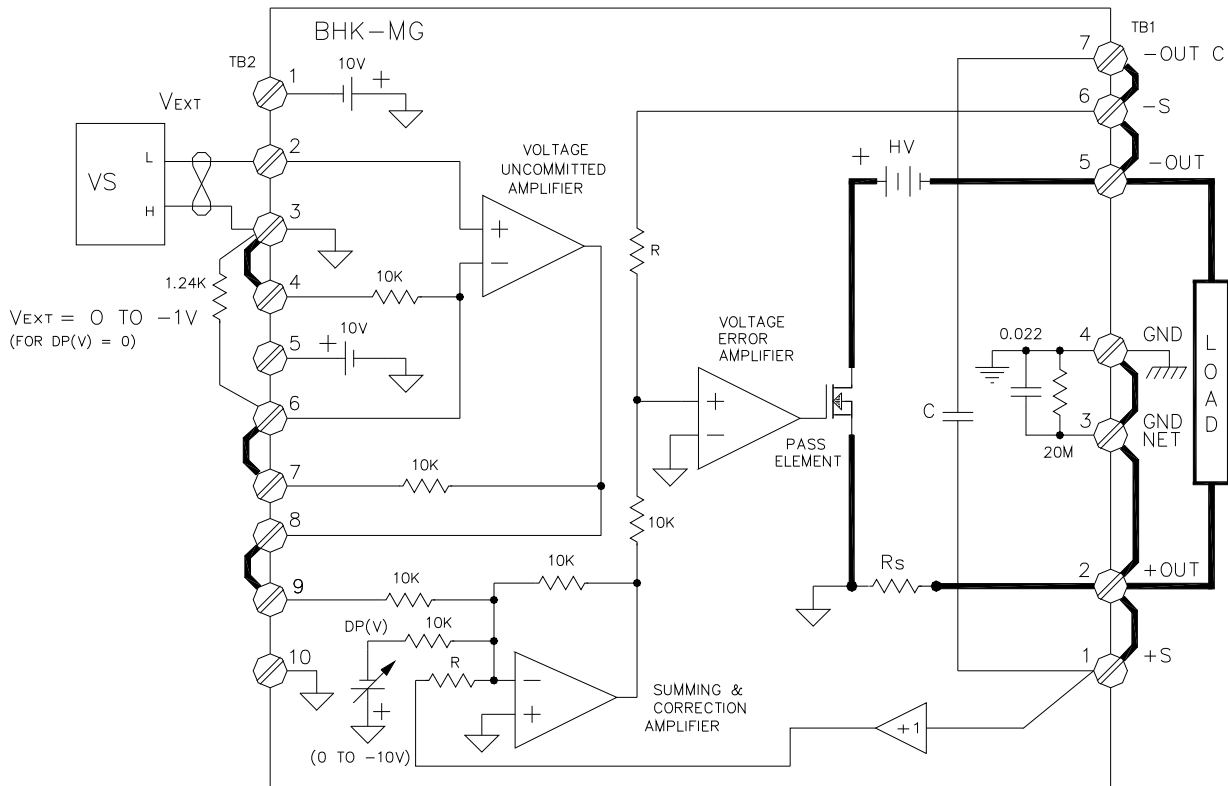 BHK-MG
TB1
TB2
7
-OUT C
10V
+
1
6
-S
VEXT
VS
L
H
2
VOLTAGE
UNCOMMITTED
AMPLIFIER
+
HV
5
-OUT
3
+
−
R
1.24K
10K
4
VEXT = 0 TO -1V
(FOR DP(V) = 0)
VOLTAGE
ERROR
AMPLIFIER
0.022
4
GND
LOAD
+
10V
5
+
−
C
6
PASS
ELEMENT
20M
3
GND
NET
10K
7
10K
8
10K
Rs
2
+OUT
10K
9
DP(V)
10K
10
R
−
+
+
SUMMING &
CORRECTION
AMPLIFIER
1
+S
+1
(0 TO -10V)